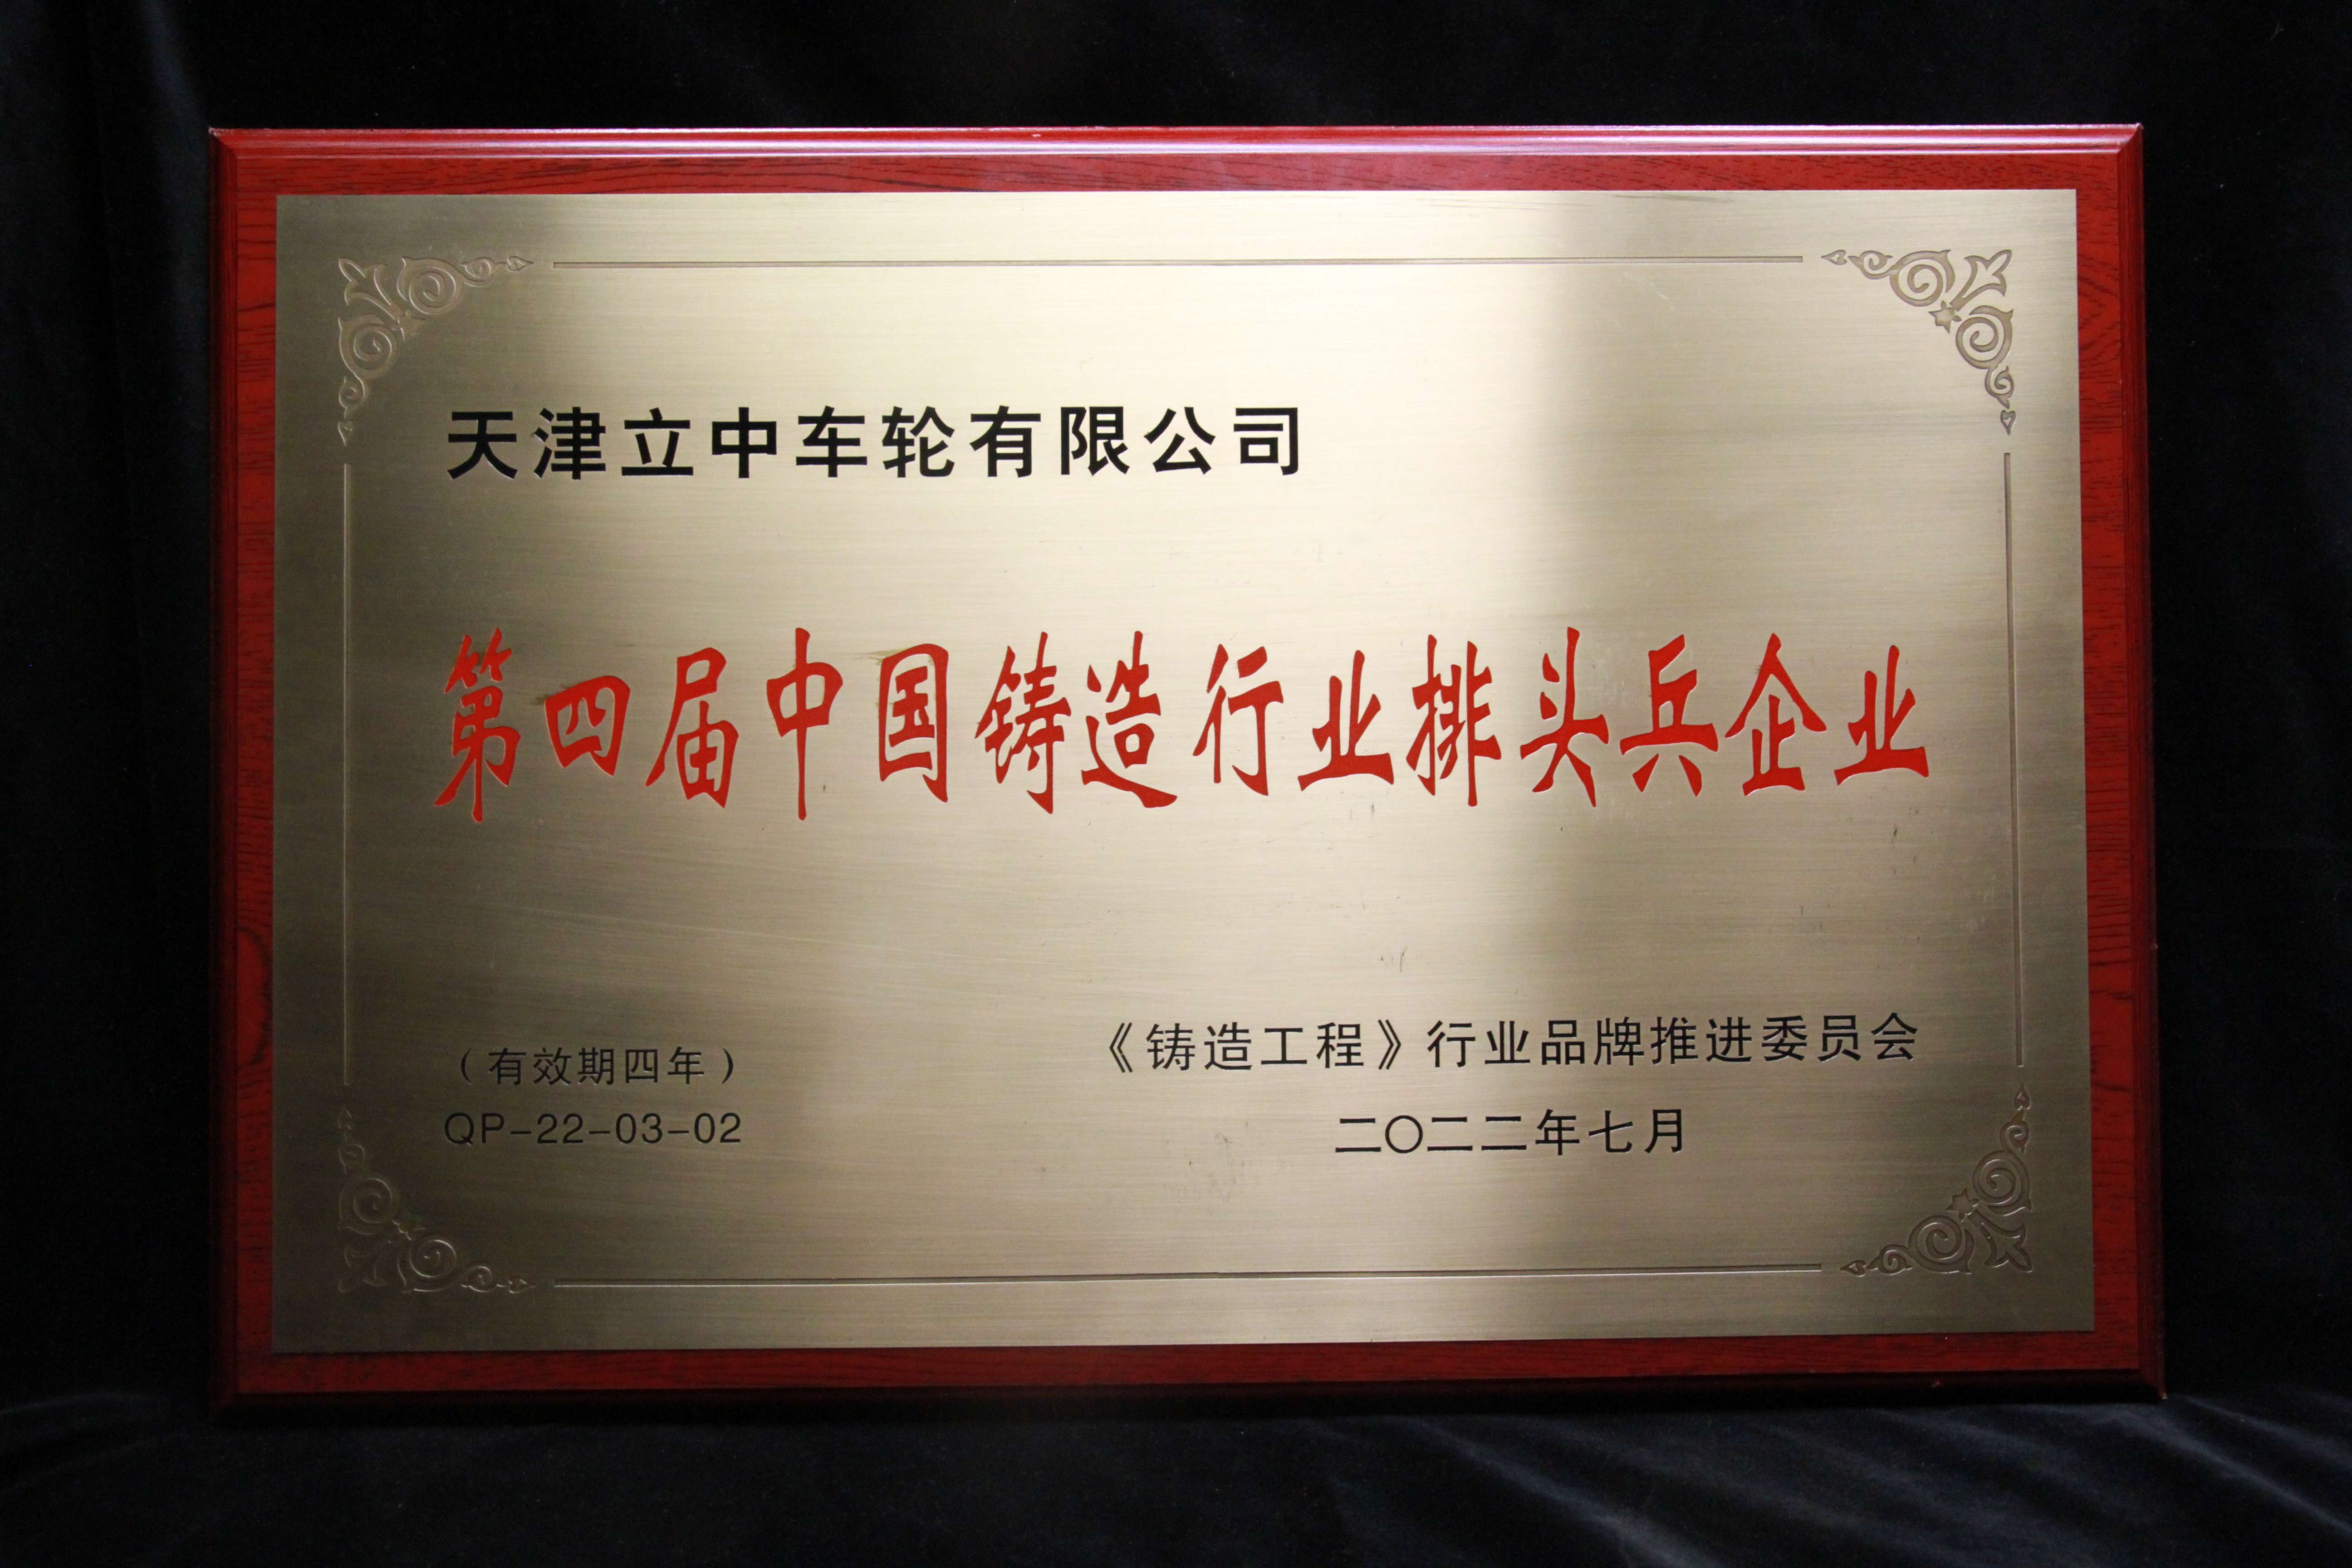 天津立中车轮有限公司
第四届中国铸造行业排头兵企业
《铸造工程》行业品牌推进委员会
(有效期四年)
QP-22-03-02
二〇二二年七月